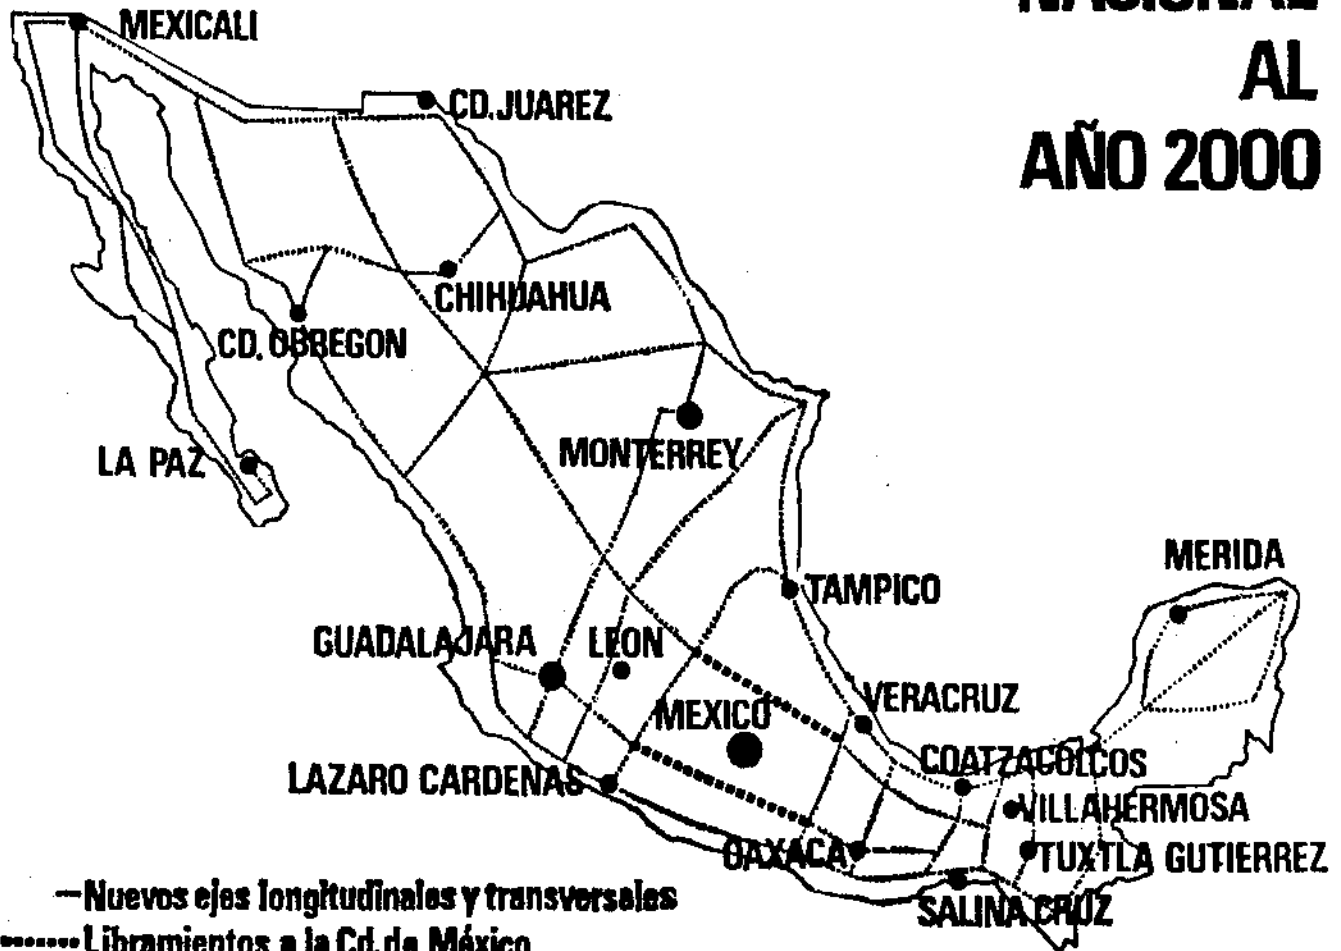 NACIONAL
AL
AÑO 2000
MEXICALI
CD. JUAREZ
CHIHUAHUA
CD. OBREGON
MONTERREY
LA PAZ
MERIDA
TAMPICO
GUADALAJARA
LEON
VERACRUZ
MEXICO
COATZACOLCOS
LAZARO CARDENAS
VILLAHERMOSA
OAXACA
TUXTLA GUTIERREZ
SALINA CRUZ
Nuevos ejes longitudinales y transversales
Libramientos a la Cd. de México